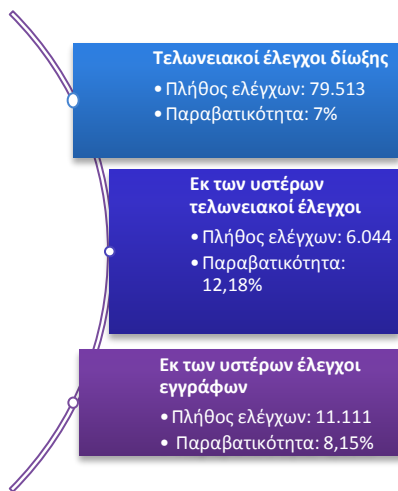 Τελωνειακοί έλεγχοι δίωξης
• Πλήθος ελέγχων: 79.513
• Παραβατικότητα: 7%
Εκ των υστέρων
τελωνειακοί έλεγχοι
• Πλήθος ελέγχων: 6.044
• Παραβατικότητα:
12,18%
Εκ των υστέρων έλεγχοι
εγγράφων
• Πλήθος ελέγχων: 11.111
• Παραβατικότητα: 8,15%